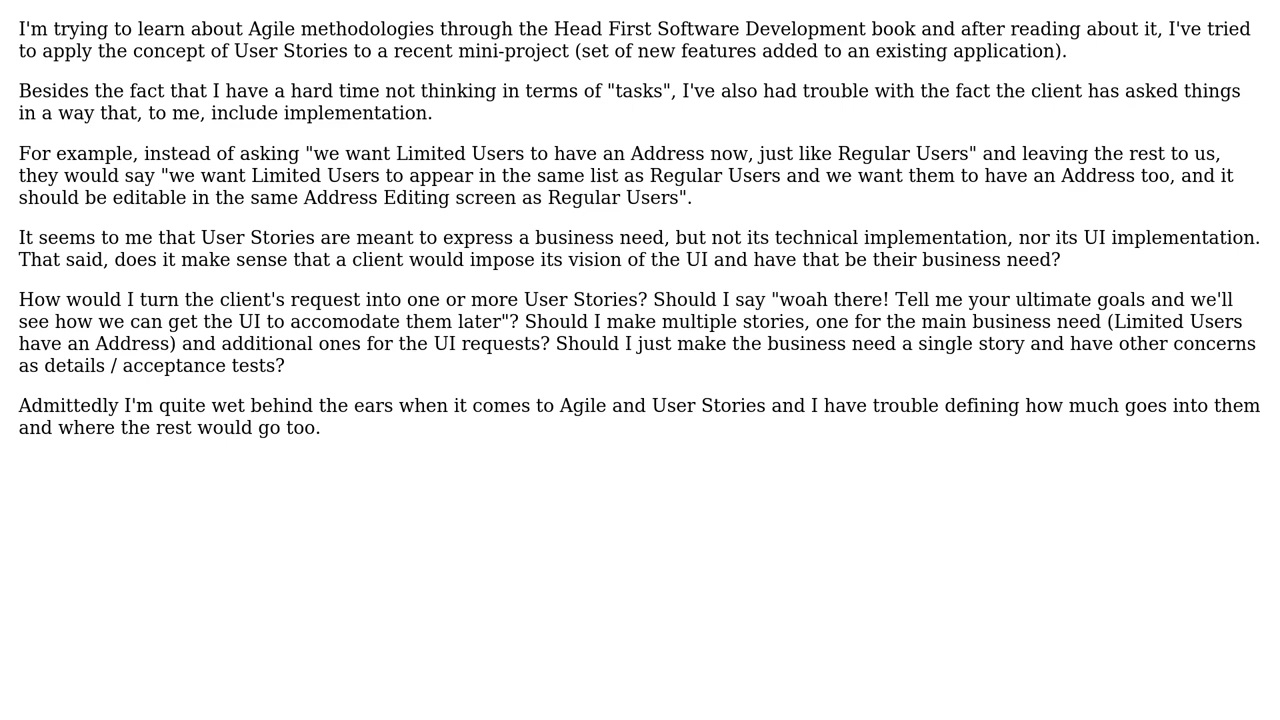 I'm trying to learn about Agile methodologies through the Head First Software Development book and after reading about it, I've tried
to apply the concept of User Stories to a recent mini-project (set of new features added to an existing application).
Besides the fact that I have a hard time not thinking in terms of "tasks", I've also had trouble with the fact the client has asked things
in a way that, to me, include implementation.
For example, instead of asking "we want Limited Users to have an Address now, just like Regular Users" and leaving the rest to us,
they would say "we want Limited Users to appear in the same list as Regular Users and we want them to have an Address too, and it
should be editable in the same Address Editing screen as Regular Users".
It seems to me that User Stories are meant to express a business need, but not its technical implementation, nor its UI implementation.
That said, does it make sense that a client would impose its vision of the UI and have that be their business need?
How would I turn the client's request into one or more User Stories? Should I say "woah there! Tell me your ultimate goals and we'll
see how we can get the UI to accomodate them later"? Should I make multiple stories, one for the main business need (Limited Users
have an Address) and additional ones for the UI requests? Should I just make the business need a single story and have other concerns
as details / acceptance tests?
Admittedly I'm quite wet behind the ears when it comes to Agile and User Stories and I have trouble defining how much goes into them
and where the rest would go too.